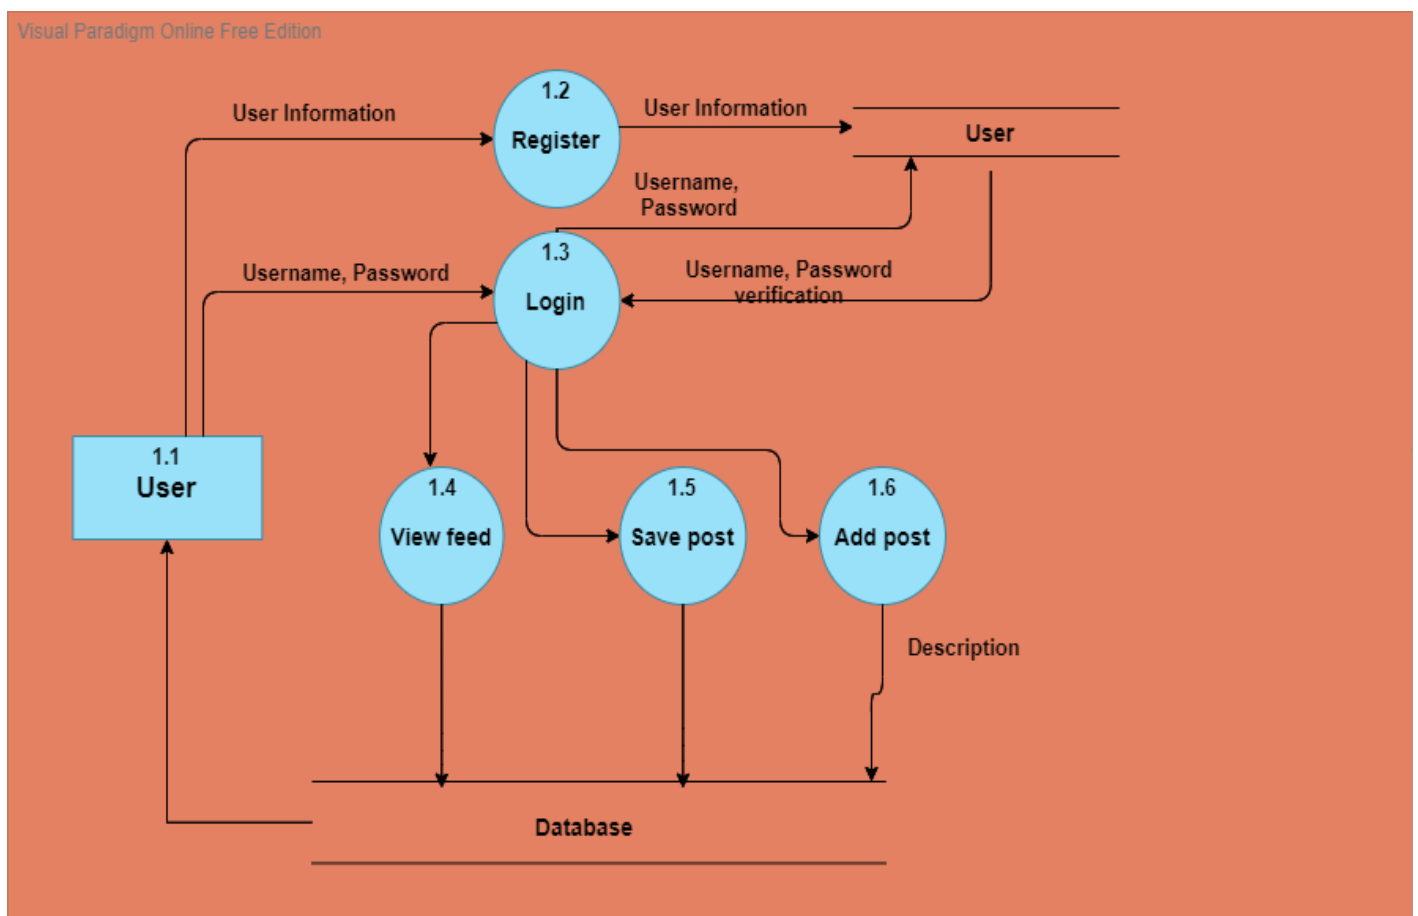 Visual Paradigm Online Free Edition
1.2
Register
User Information
User Information
User
Username,
Password
1.3
Login
Username, Password
Username, Password
verification
1.1
User
1.4
View feed
1.5
Save post
1.6
Add post
Description
Database